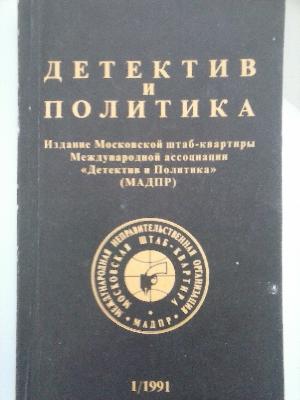 ДЕТЕКТИВ
И
ПОЛИТИКА
Издание Московской штаб-квартиры
Международной ассоциации
«Детектив и Политика»
(МАДПР)
МЕЖДУНАРОДНАЯ НЕПРАВИТЕЛЬСТВЕННАЯ ОРГАНИЗАЦИЯ
МОСКОВСКАЯ ШТАБ-КВАРТИРА
• МАДПР •
1/1991